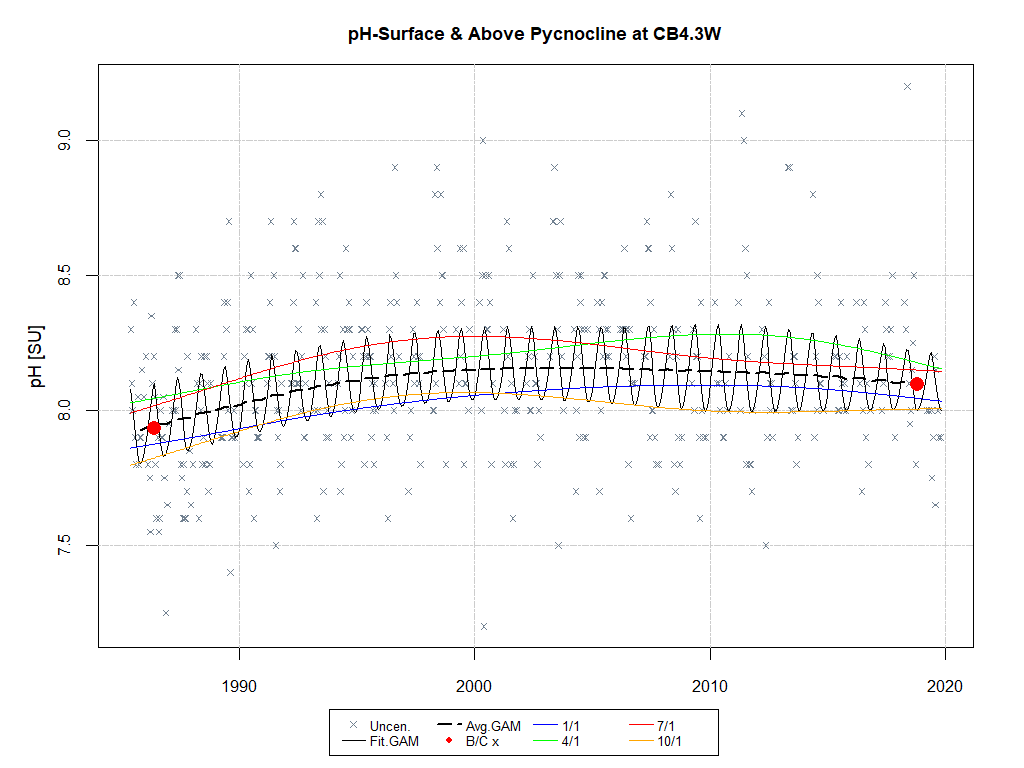 pH-Surface & Above Pycnocline at CB4.3W
pH [SU]
9.0
8.5
8.0
7.5
1990
2000
2010
2020
Uncen.
Avg.GAM
1/1
7/1
Fit.GAM
B/C x
4/1
10/1